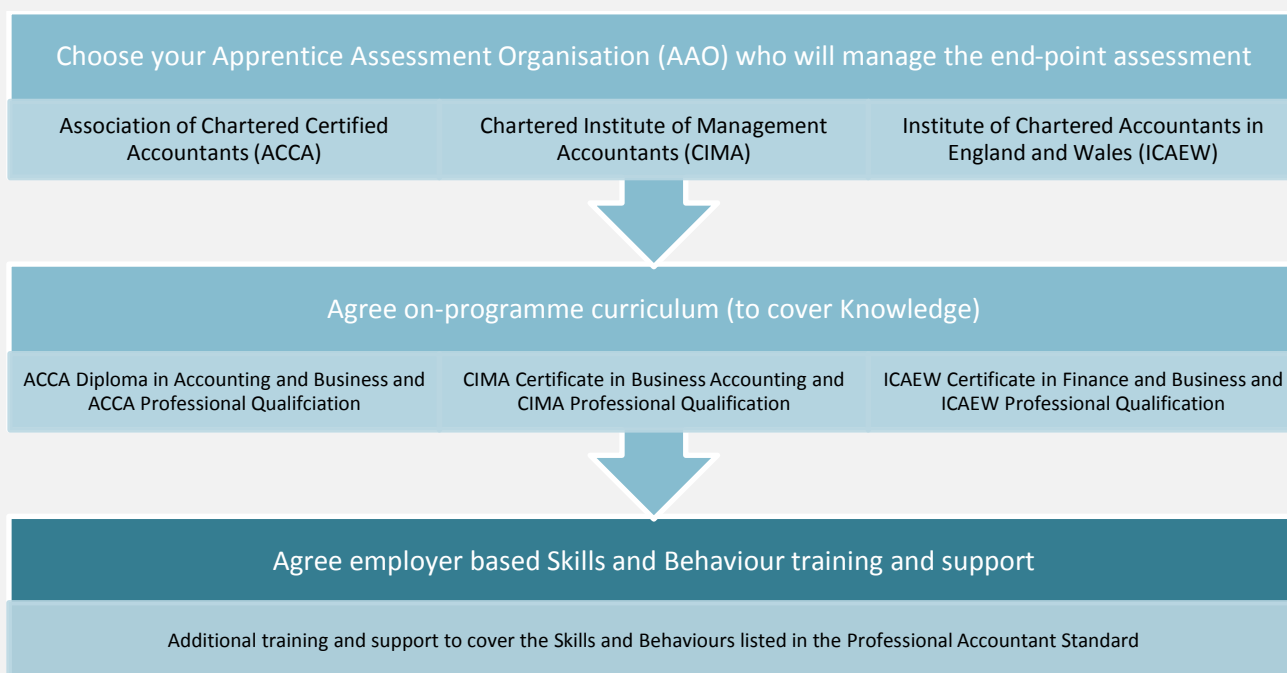 Choose your Apprentice Assessment Organisation (AAO) who will manage the end-point assessment
Association of Chartered Certified
Accountants (ACCA)
Chartered Institute of Management
Accountants (CIMA)
Institute of Chartered Accountants in
England and Wales (ICAEW)
Agree on-programme curriculum (to cover Knowledge)
ACCA Diploma in Accounting and Business and
ACCA Professional Qualifciation
CIMA Certificate in Business Accounting and
CIMA Professional Qualification
ICAEW Certificate in Finance and Business and
ICAEW Professional Qualification
Agree employer based Skills and Behaviour training and support
Additional training and support to cover the Skills and Behaviours listed in the Professional Accountant Standard